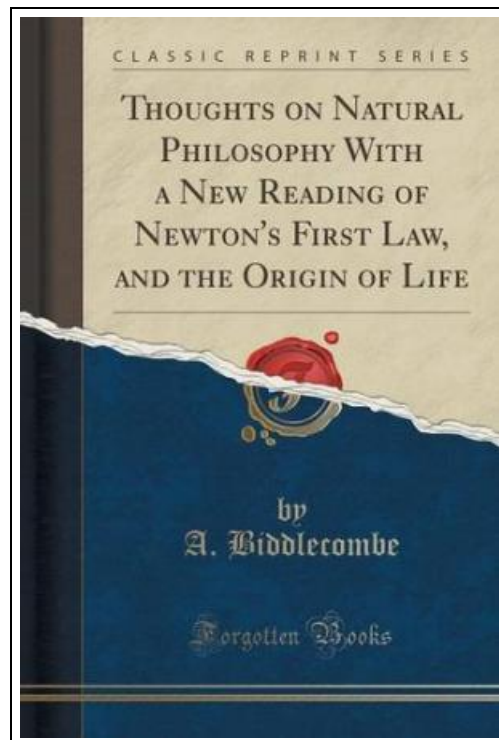 CLASSIC REPRINT SERIES
THOUGHTS ON NATURAL
PHILOSOPHY WITH
A NEW READING OF
NEWTON'S FIRST LAW,
AND THE ORIGIN OF LIFE
by
A. Biddlecombe
Forgotten Books